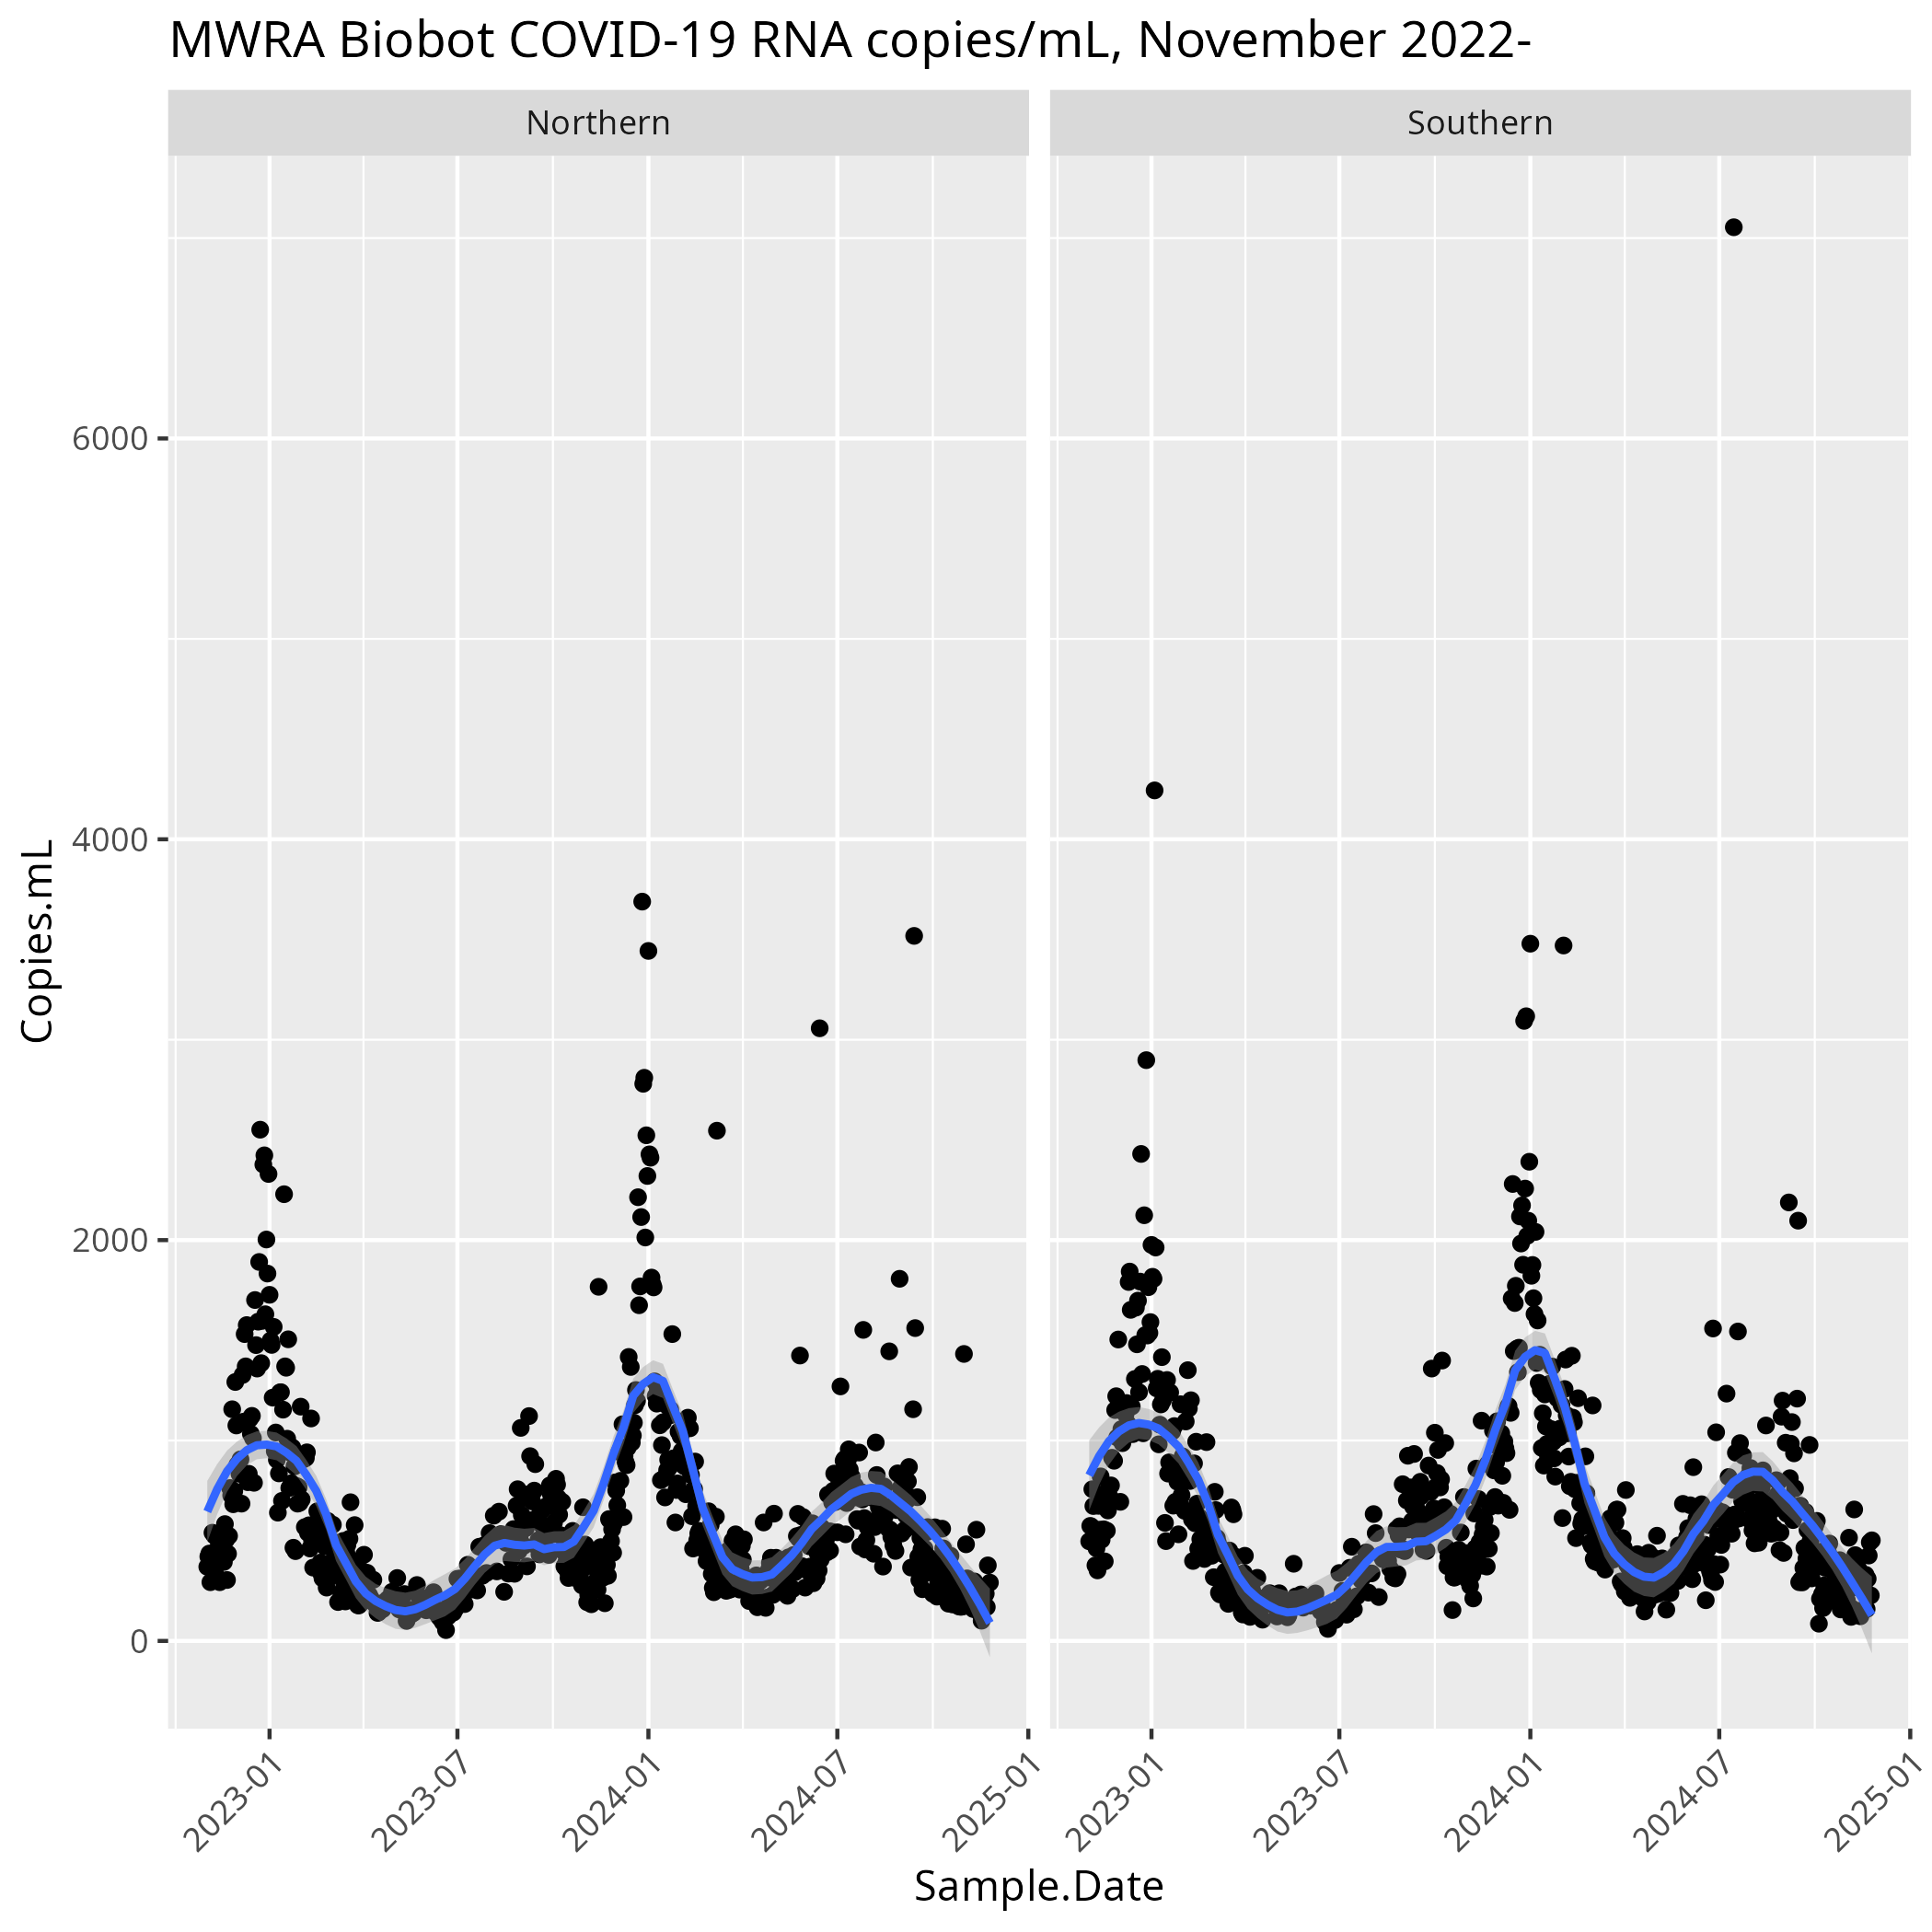 MWRA Biobot COVID-19 RNA copies/mL, November 2022-
Northern
Southern
Copies.mL
6000
4000
2000
0
2023-01
2023-07
2024-01
2024-07
2025-01
2023-01
2023-07
2024-01
2024-07
2025-01
Sample.Date